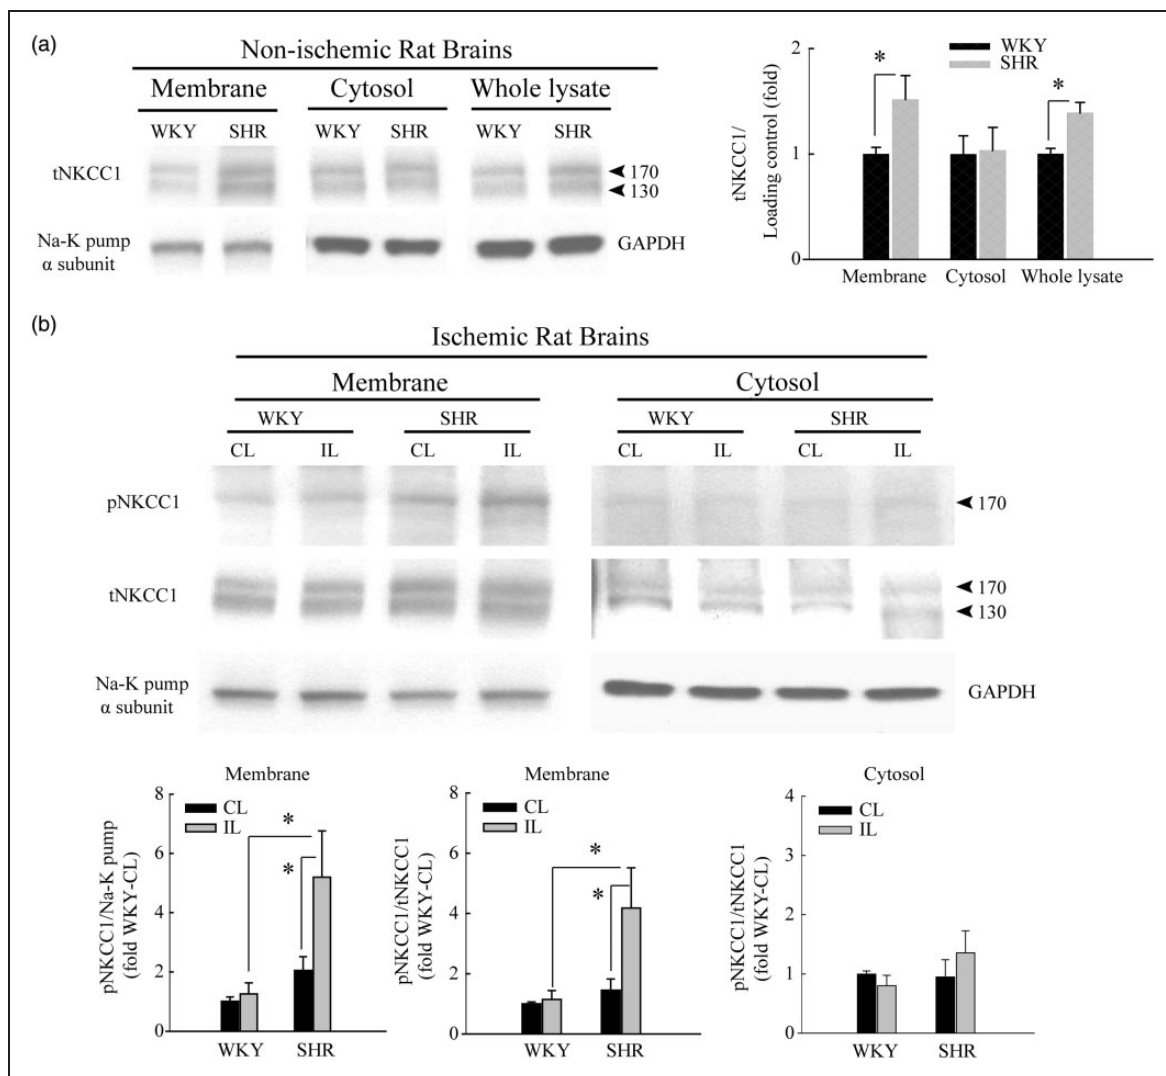 (a)
Non-ischemic Rat Brains
Membrane Cytosol Whole lysate
WKY SHR WKY SHR WKY SHR
tNKCC1
170
130
Na-K pump
α subunit
GAPDH
2
1
0
tNKCC1/
Loading control (fold)
WKY
SHR
* *
Membrane Cytosol Whole lysate
(b)
Ischemic Rat Brains
Membrane Cytosol
WKY SHR WKY SHR
CL IL CL IL CL IL CL IL
pNKCC1
170
tNKCC1
170
130
Na-K pump
α subunit
GAPDH
Membrane
8
6
4
2
0
pNKCC1/Na-K pump
(fold WKY-CL)
CL
IL
*
*
WKY SHR
Membrane
8
6
4
2
0
pNKCC1/tNKCC1
(fold WKY-CL)
CL
IL
*
*
WKY SHR
Cytosol
4
3
2
1
0
pNKCC1/tNKCC1
(fold WKY-CL)
CL
IL
WKY SHR